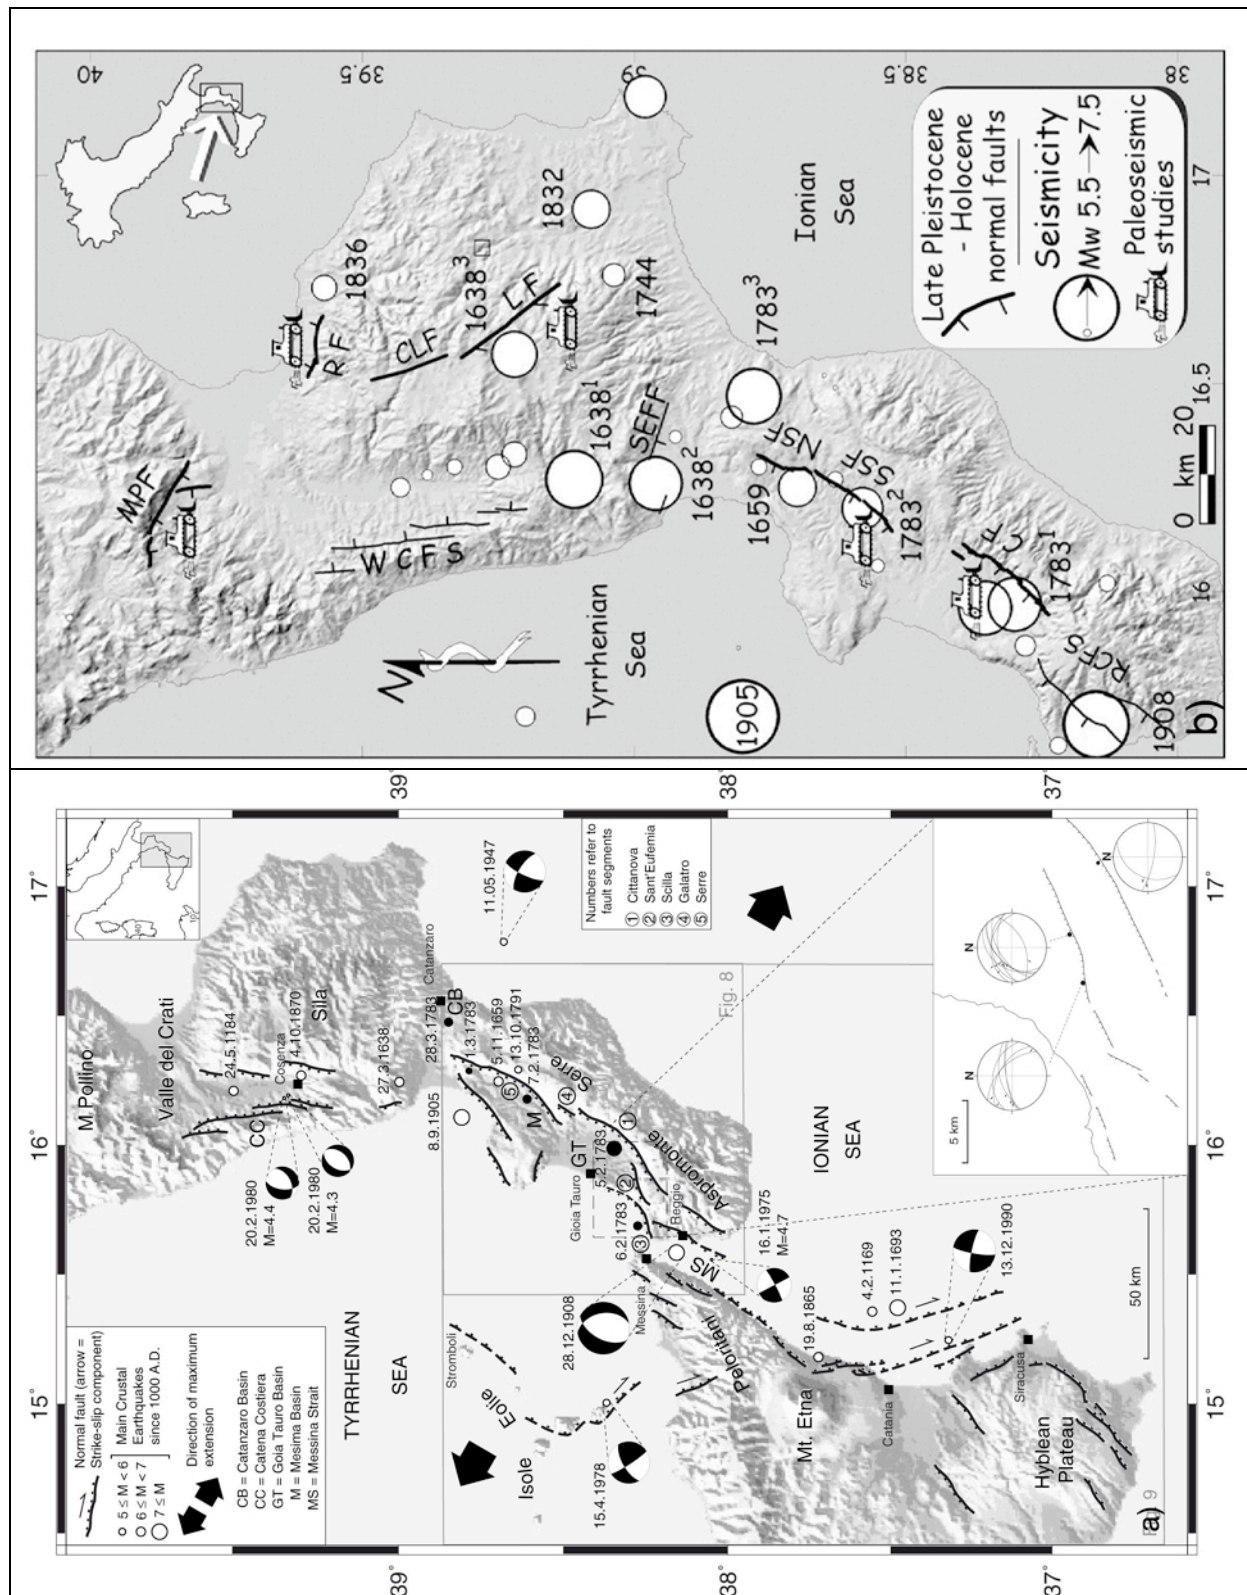 40
39.5
39
38.5
38
17
16.5
16
1836
1638³
1832
1744
1783³
1638¹
1638²
1659
1783²
1783¹
1905
1908
MPF
RF
CLF
LF
SEFF
WCFS
NSF
SSF
CF
RCFS
N
Tyrrhenian
Sea
Ionian
Sea
Late Pleistocene
- Holocene
normal faults
Seismicity
Mw 5.5 → 7.5
Paleoseismic
studies
0 km 20
b)
Normal fault (arrow =
Strike-slip component)
5 ≤ M < 6
6 ≤ M < 7
7 ≤ M
Main Crustal
Earthquakes
since 1000 A.D.
Direction of maximum
extension
CB = Catanzaro Basin
CC = Catena Costiera
GT = Goia Tauro Basin
M = Mesima Basin
MS = Messina Strait
15°
16°
17°
39°
38°
37°
39°
38°
37°
15°
16°
17°
M.Pollino
Valle del Crati
24.5.1184
Cosenza
4.10.1870
Sila
CC
20.2.1980
M=4.4
20.2.1980
M=4.3
27.3.1638
TYRRHENIAN
SEA
Catanzaro
28.3.1783
CB
1.3.1783
5.11.1659
13.10.1791
7.2.1783
8.9.1905
M
Serre
11.05.1947
Numbers refer to
fault segments
1 Cittanova
2 Sant'Eufemia
3 Scilla
4 Galatro
5 Serre
Fig. 8
GT
5.2.1783
Gioia Tauro
6.2.1783
Aspromonte
Reggio
MS
16.1.1975
M=4.7
28.12.1908
Messina
Peloritani
IONIAN
SEA
Stromboli
Eolie
Isole
15.4.1978
19.8.1865
4.2.1169
11.1.1693
13.12.1990
Mt. Etna
Catania
Siracusa
Hyblean
Plateau
50 km
5 km
N
N
N
a)